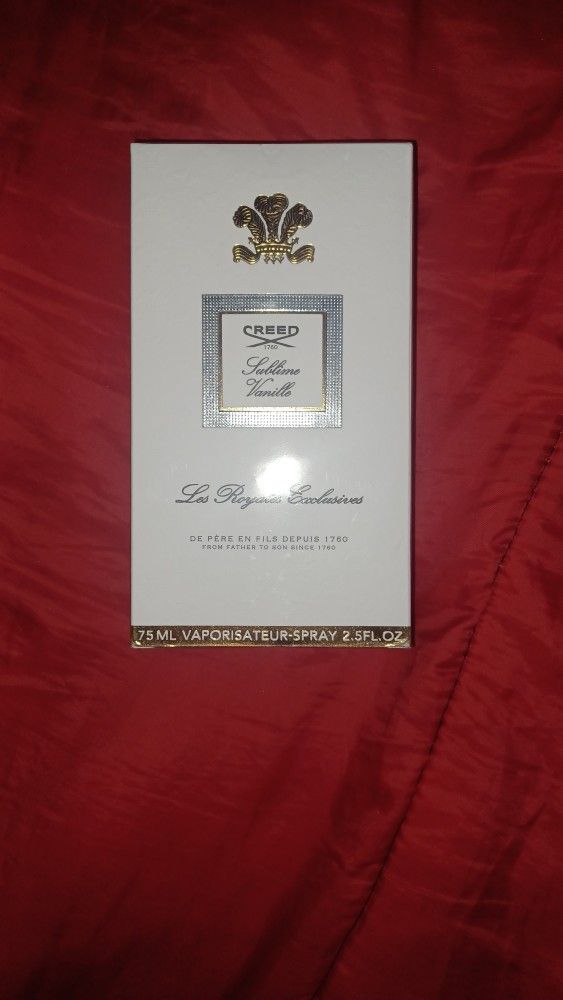 CREED
1760
Sublime
Vanille
Les Royales Exclusives
DE PÈRE EN FILS DEPUIS 1760
FROM FATHER TO SON SINCE 1760
75 ML VAPORISATEUR-SPRAY 2.5FL.OZ